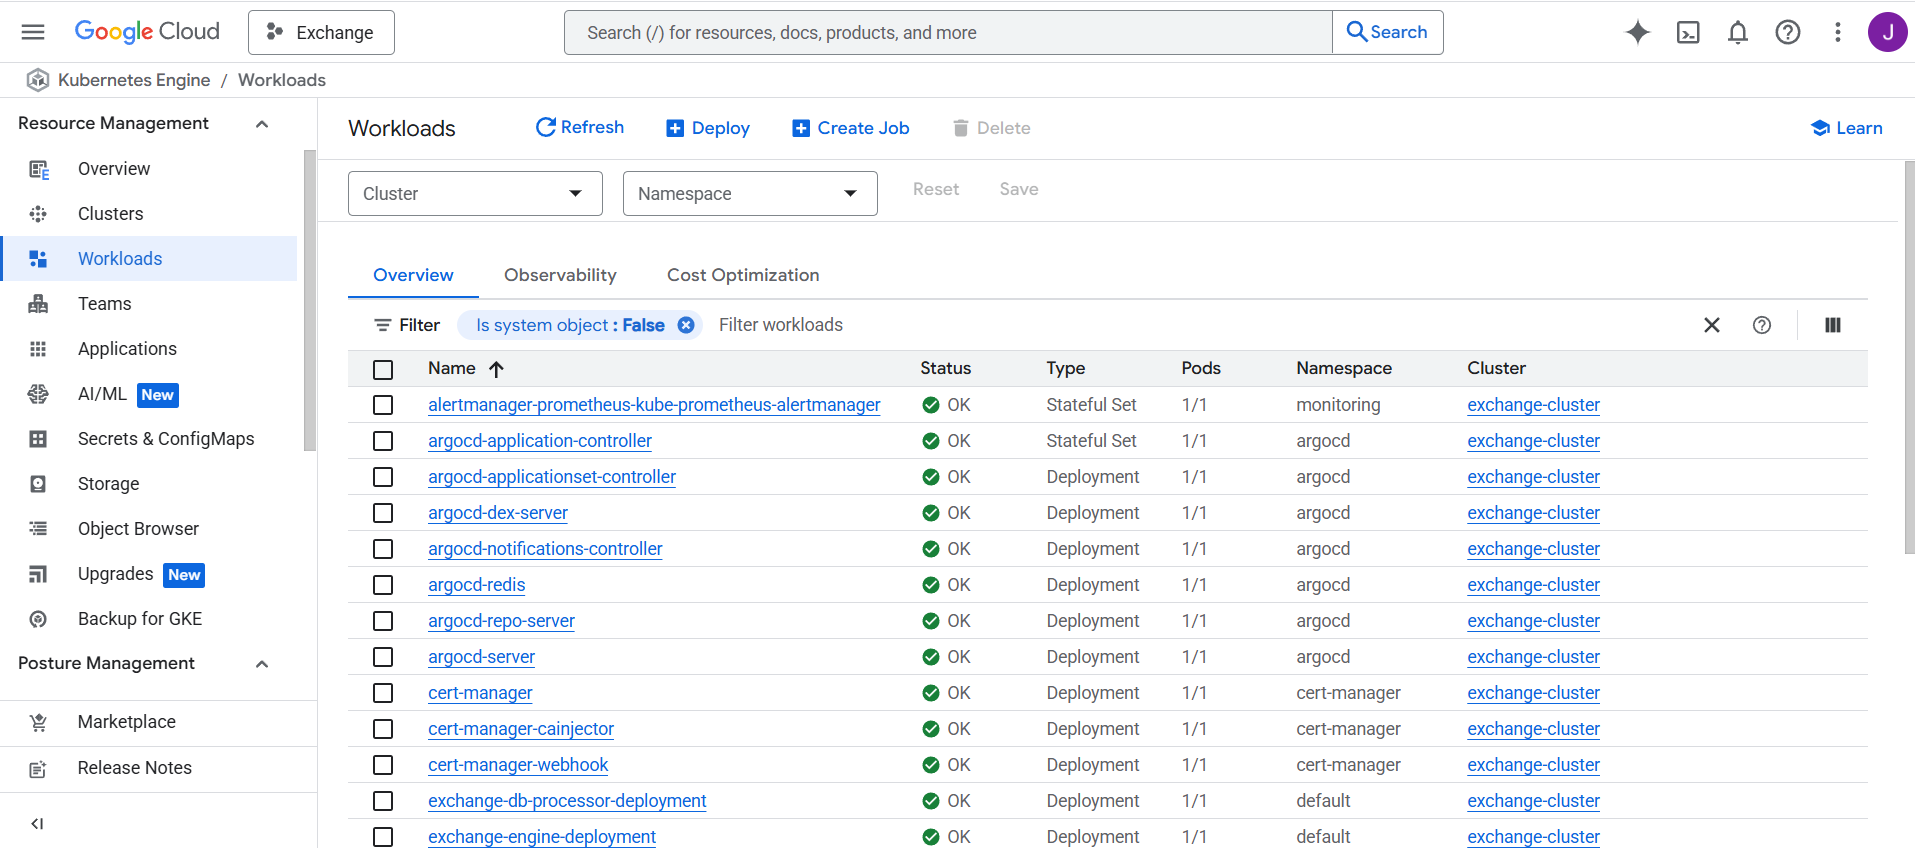 Google Cloud Exchange Search (/) for resources, docs, products, and more Search J
Kubernetes Engine / Workloads
Resource Management
Overview
Clusters
Workloads
Teams
Applications
AI/ML New
Secrets & ConfigMaps
Storage
Object Browser
Upgrades New
Backup for GKE
Posture Management
Marketplace
Release Notes
Workloads Refresh Deploy Create Job Delete Learn
Cluster Namespace Reset Save
Overview Observability Cost Optimization
Filter Is system object : False Filter workloads
Name Status Type Pods Namespace Cluster
alertmanager-prometheus-kube-prometheus-alertmanager OK Stateful Set 1/1 monitoring exchange-cluster
argocd-application-controller OK Stateful Set 1/1 argocd exchange-cluster
argocd-applicationset-controller OK Deployment 1/1 argocd exchange-cluster
argocd-dex-server OK Deployment 1/1 argocd exchange-cluster
argocd-notifications-controller OK Deployment 1/1 argocd exchange-cluster
argocd-redis OK Deployment 1/1 argocd exchange-cluster
argocd-repo-server OK Deployment 1/1 argocd exchange-cluster
argocd-server OK Deployment 1/1 argocd exchange-cluster
cert-manager OK Deployment 1/1 cert-manager exchange-cluster
cert-manager-cainjector OK Deployment 1/1 cert-manager exchange-cluster
cert-manager-webhook OK Deployment 1/1 cert-manager exchange-cluster
exchange-db-processor-deployment OK Deployment 1/1 default exchange-cluster
exchange-engine-deployment OK Deployment 1/1 default exchange-cluster